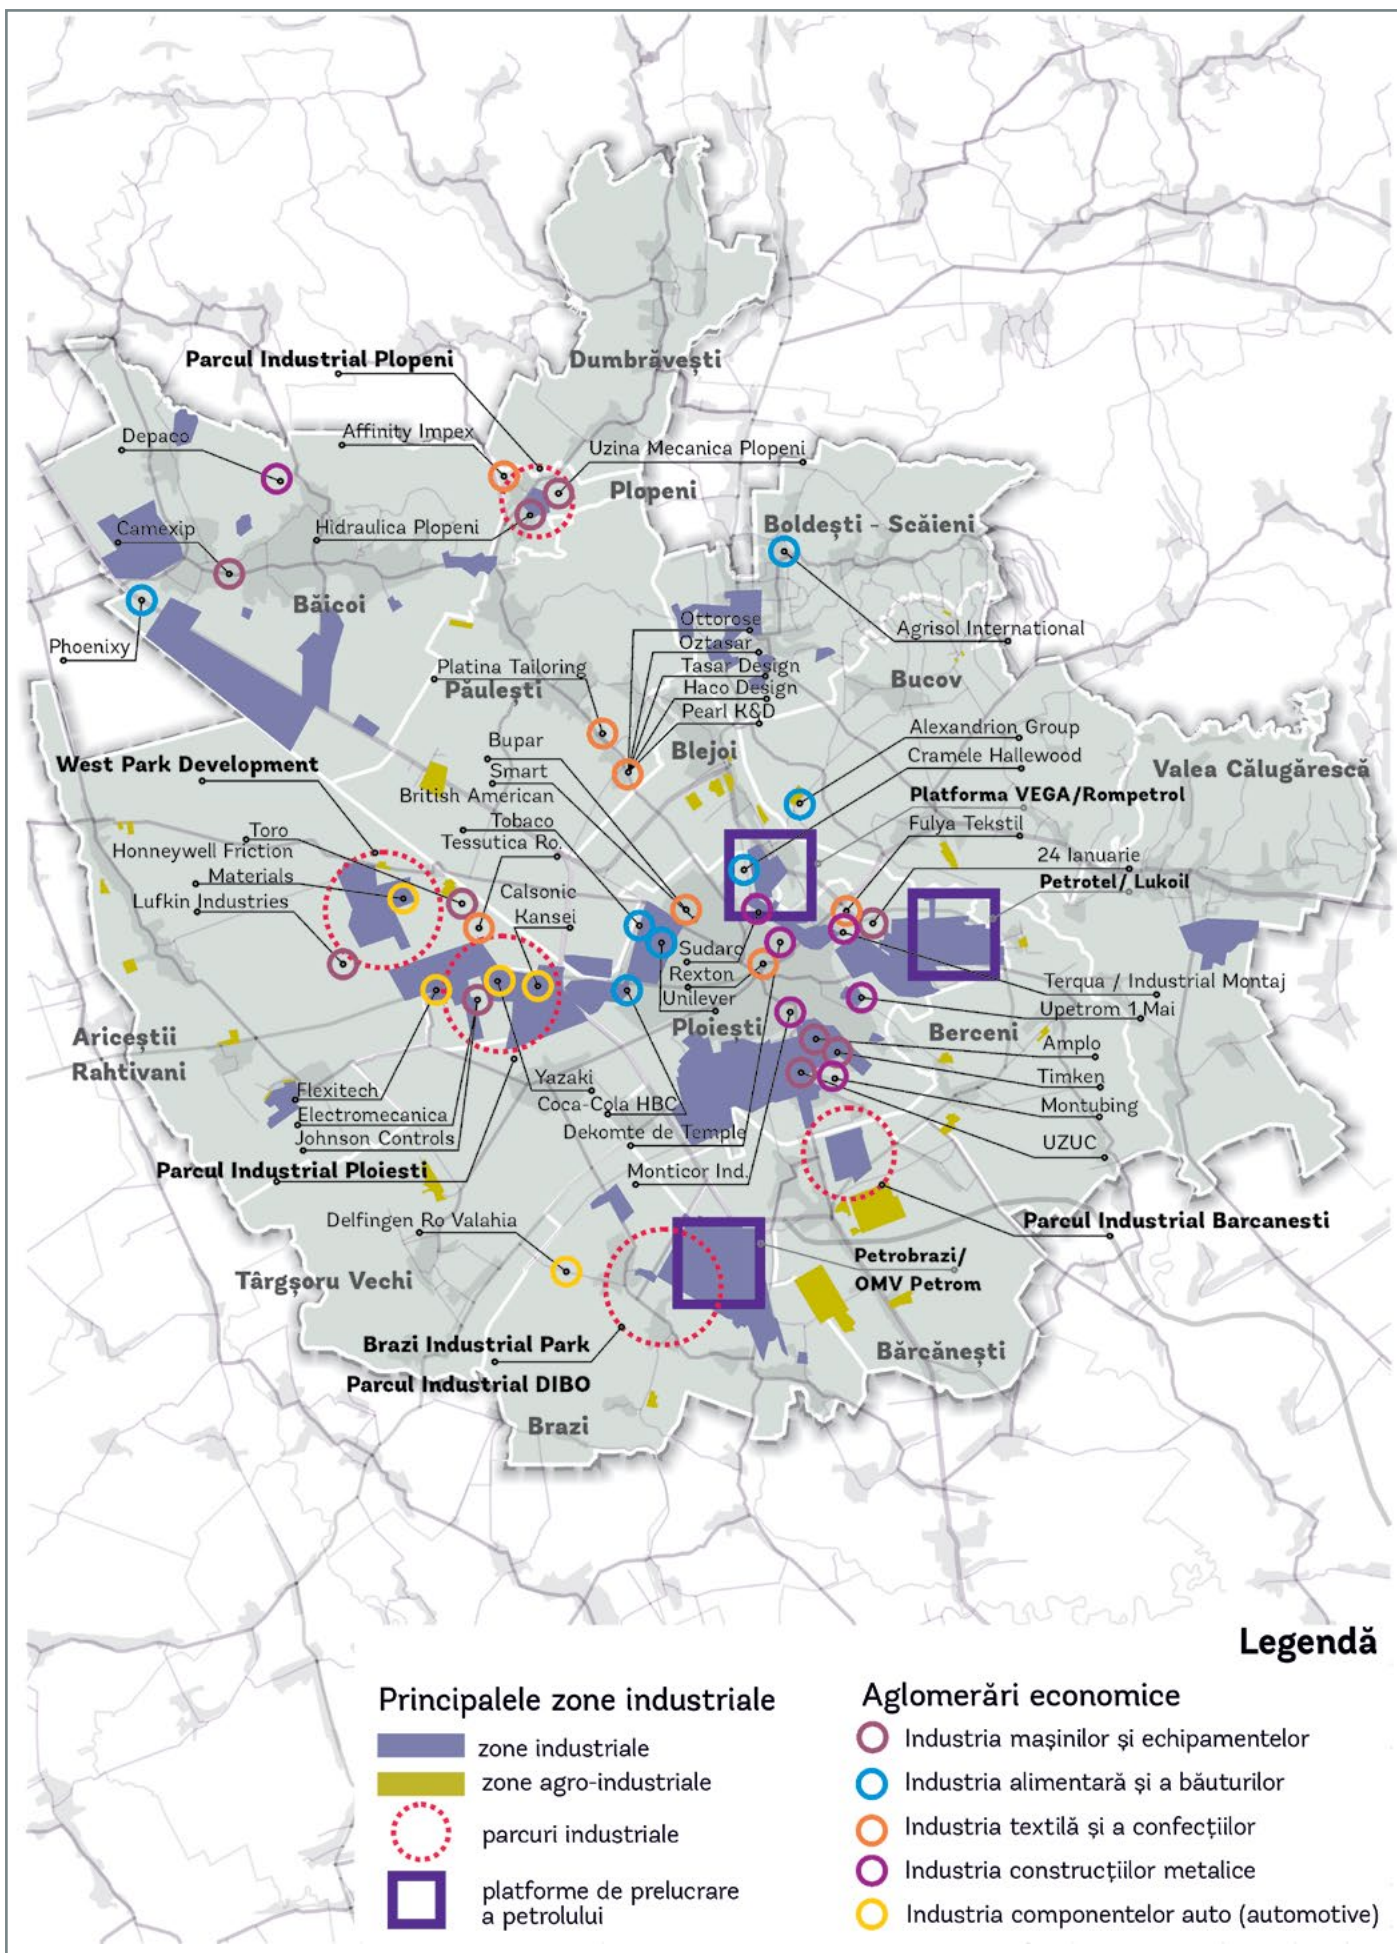 Parcul Industrial Plopeni
Dumbrăvești
Depaco
Affinity Impex
Uzina Mecanica Plopeni
Plopeni
Camexip
Hidraulica Plopeni
Boldești - Scăieni
Băicoi
Phoenixy
Ottorose
Agrisol International
Oztasar
Platina Tailoring
Tasar Design
Păulești
Haco Design
Bucov
Pearl K&D
Bupar
Blejoi
Alexandrion Group
West Park Development
Smart
Cramele Hallewood
Valea Călugărescă
British American
Platforma VEGA/Rompetrol
Tobaco
Fulya Tekstil
Toro
Tessutica Ro.
24 Ianuarie
Honneywell Friction
Materials
Calsonic
Petrotel/ Lukoil
Lufkin Industries
Kansei
Sudaro
Rexton
Terqua / Industrial Montaj
Unilever
Upetrom 1 Mai
Ploiești
Berceni
Ariceștii
Rahtivani
Amplo
Flexitech
Yazaki
Timken
Electromecanica
Coca-Cola HBC
Montubing
Johnson Controls
Dekomte de Temple
UZUC
Parcul Industrial Ploiesti
Monticor Ind.
Delfingen Ro Valahia
Parcul Industrial Barcanesti
Petrobrazi/
OMV Petrom
Târgșoru Vechi
Brazi Industrial Park
Bărcănești
Parcul Industrial DIBO
Brazi
Legendă
Principalele zone industriale
zone industriale
zone agro-industriale
parcuri industriale
platforme de prelucrare
a petrolului
Aglomerări economice
Industria mașinilor și echipamentelor
Industria alimentară și a băuturilor
Industria textilă și a confecțiilor
Industria construcțiilor metalice
Industria componentelor auto (automotive)